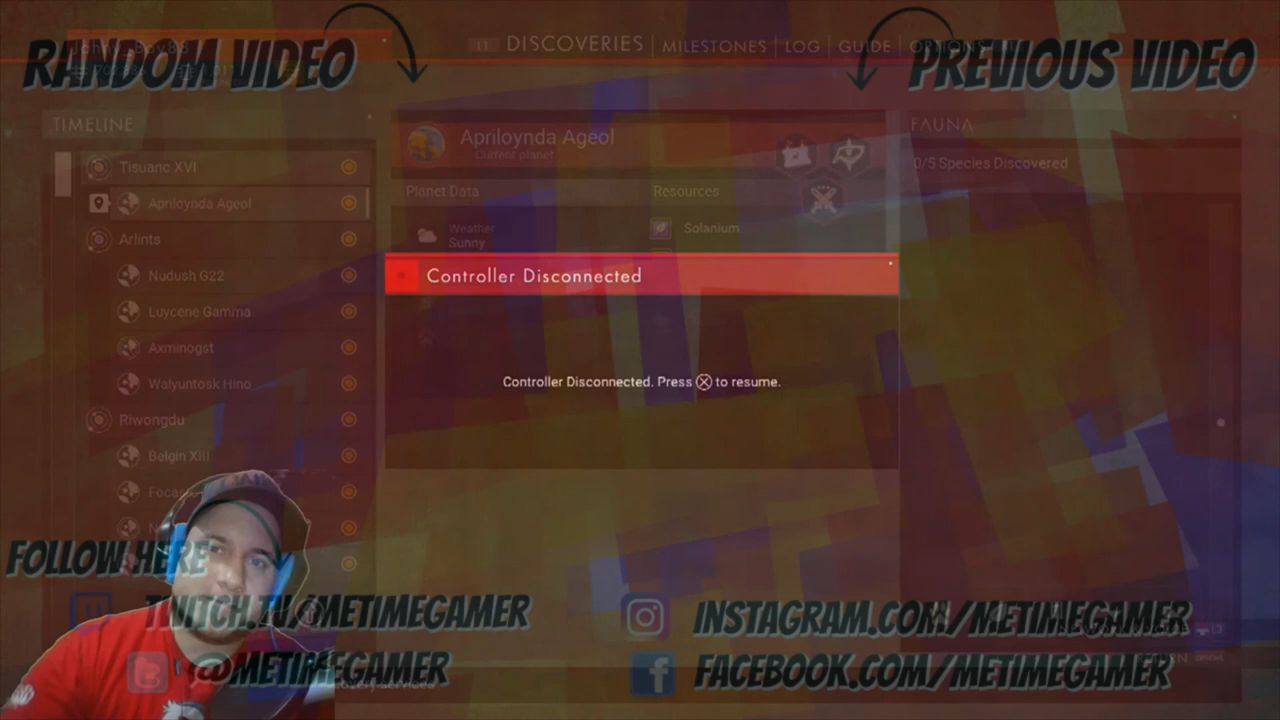 RANDOM VIDEO
PREVIOUS VIDEO
DISCOVERIES
MILESTONES
LOG
GUIDE
OPTIONS
TIMELINE
Tisuanc XVI
Apriloynda Ageol
Arlints
Nudush G22
Luycene Gamma
Axminogst
Walyuntosk Hino
Riwongdu
Belgin XIII
Apriloynda Ageol
Current planet
Planet Data
Resources
Weather
Sunny
Solanium
FAUNA
0/5 Species Discovered
Controller Disconnected
Controller Disconnected. Press ⓧ to resume.
FOLLOW HERE
TWITCH.TV/METIMEGAMER
@METIMEGAMER
INSTAGRAM.COM/METIMEGAMER
FACEBOOK.COM/METIMEGAMER